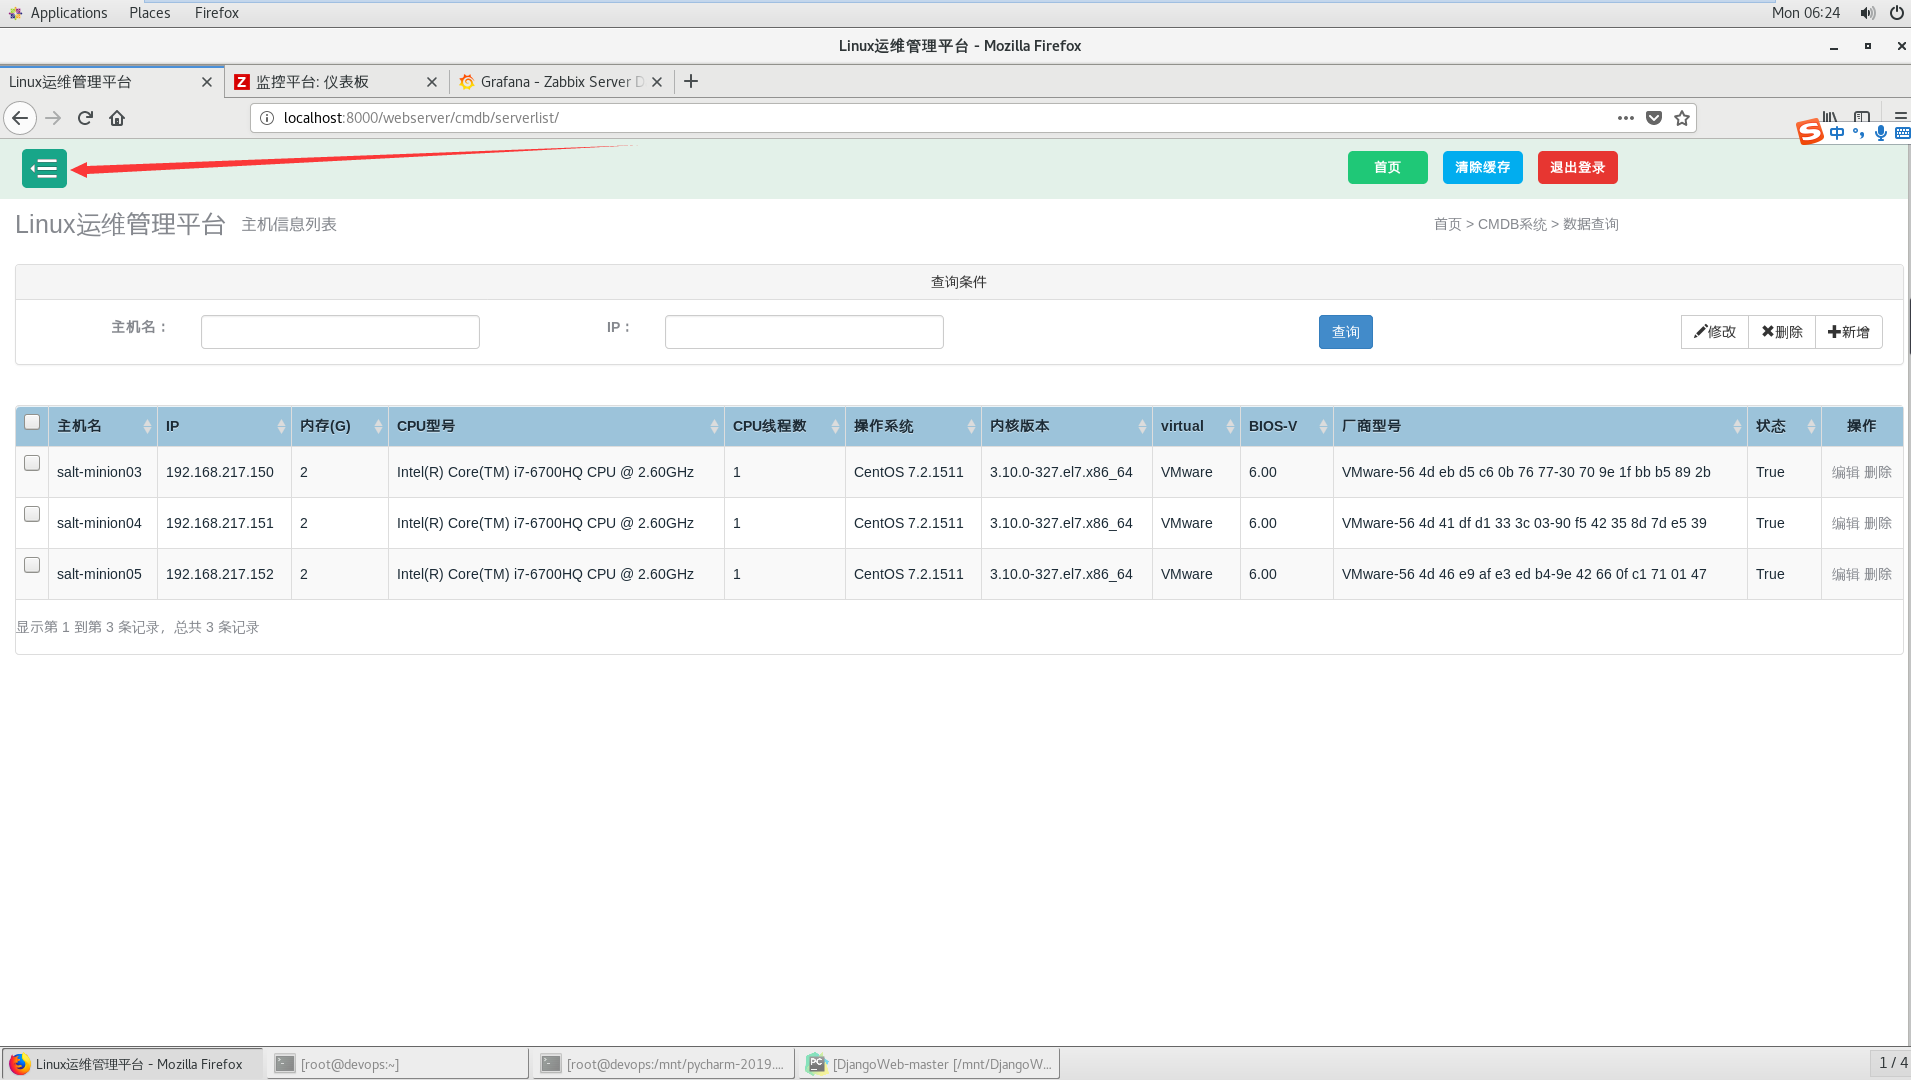 Applications Places Firefox Mon 06:24
Linux运维管理平台 - Mozilla Firefox
Linux运维管理平台 监控平台: 仪表板 Grafana - Zabbix Server D
localhost:8000/webserver/cmdb/serverlist/
中
首页 清除缓存 退出登录
Linux运维管理平台 主机信息列表 首页 > CMDB系统 > 数据查询
查询条件
主机名： IP： 查询 修改 删除 新增
主机名 IP 内存(G) CPU型号 CPU线程数 操作系统 内核版本 virtual BIOS-V 厂商型号 状态 操作
salt-minion03 192.168.217.150 2 Intel(R) Core(TM) i7-6700HQ CPU @ 2.60GHz 1 CentOS 7.2.1511 3.10.0-327.el7.x86_64 VMware 6.00 VMware-56 4d eb d5 c6 0b 76 77-30 70 9e 1f bb b5 89 2b True 编辑 删除
salt-minion04 192.168.217.151 2 Intel(R) Core(TM) i7-6700HQ CPU @ 2.60GHz 1 CentOS 7.2.1511 3.10.0-327.el7.x86_64 VMware 6.00 VMware-56 4d 41 df d1 33 3c 03-90 f5 42 35 8d 7d e5 39 True 编辑 删除
salt-minion05 192.168.217.152 2 Intel(R) Core(TM) i7-6700HQ CPU @ 2.60GHz 1 CentOS 7.2.1511 3.10.0-327.el7.x86_64 VMware 6.00 VMware-56 4d 46 e9 af e3 ed b4-9e 42 66 0f c1 71 01 47 True 编辑 删除
显示第 1 到第 3 条记录，总共 3 条记录
Linux运维管理平台 - Mozilla Firefox [root@devops:~] [root@devops:/mnt/pycharm-2019.... [DjangoWeb-master [/mnt/DjangoW... 1 / 4